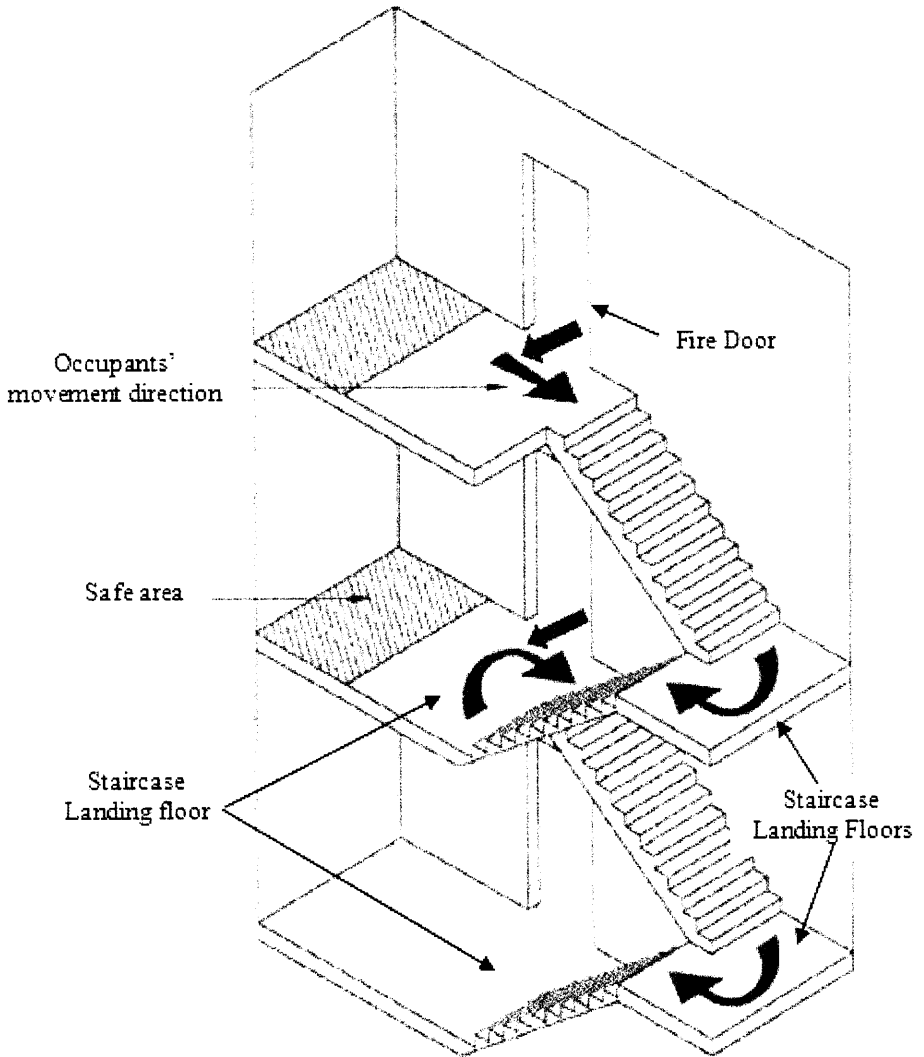 Fire Door
Occupants'
movement direction
Safe area
Staircase
Landing floor
Staircase
Landing Floors